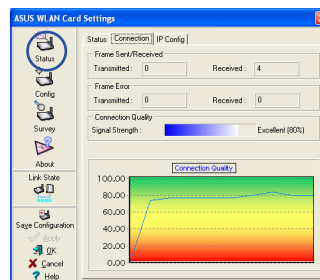 ASUS WLAN Card Settings
Status
Config
Survey
About
Link State
Save Configuration
Apply
OK
Cancel
Help
Status Connection IP Config
Frame Sent/Received
Transmitted : 0 Received : 4
Frame Error
Transmitted : 0 Received : 0
Connection Quality
Signal Strength : Excellent (80%)
Connection Quality
100.00
80.00
60.00
40.00
20.00
0.00